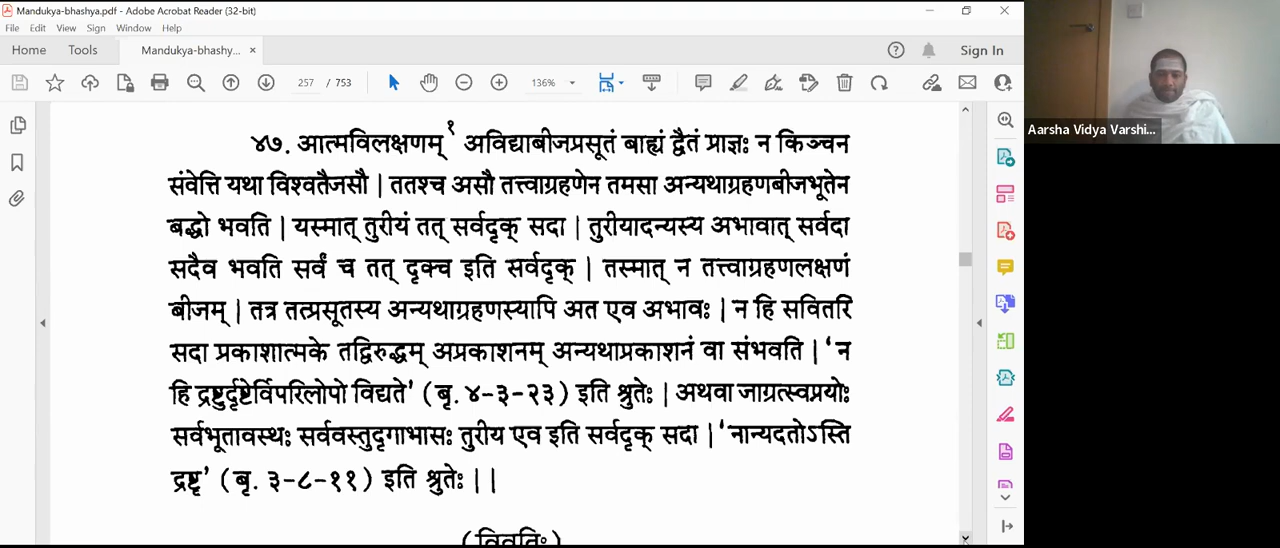 Mandukya-bhashya.pdf - Adobe Acrobat Reader (32-bit)
File Edit View Sign Window Help
Home Tools Mandukya-bhashy... × Sign In
257 / 753 136%
४७. आत्मविलक्षणम्१ अविद्याबीजप्रसूतं बाह्यं द्वैतं प्राज्ञः न किञ्चन
संवेत्ति यथा विश्वतैजसौ | ततश्च असौ तत्त्वाग्रहणेन तमसा अन्यथाग्रहणबीजभूतेन
बद्धो भवति | यस्मात् तुरीयं तत् सर्वदृक् सदा | तुरीयादन्यस्य अभावात् सर्वदा
सदैव भवति सर्वं च तत् दृक्च इति सर्वदृक् | तस्मात् न तत्त्वाग्रहणलक्षणं
बीजम् | तत्र तत्प्रसूतस्य अन्यथाग्रहणस्यापि अत एव अभावः | न हि सवितरि
सदा प्रकाशात्मके तद्विरुद्धम् अप्रकाशनम् अन्यथाप्रकाशनं वा संभवति | ‘न
हि द्रष्टुर्दृष्टेर्विपरिलोपो विद्यते’ (बृ. ४-३-२३) इति श्रुतेः | अथवा जाग्रत्स्वप्नयोः
सर्वभूतावस्थः सर्ववस्तुदृगाभासः तुरीय एव इति सर्वदृक् सदा | ‘नान्यदतोऽस्ति
द्रष्टृ’ (बृ. ३-८-११) इति श्रुतेः | |
(विवृतिः)
Aarsha Vidya Varshi...